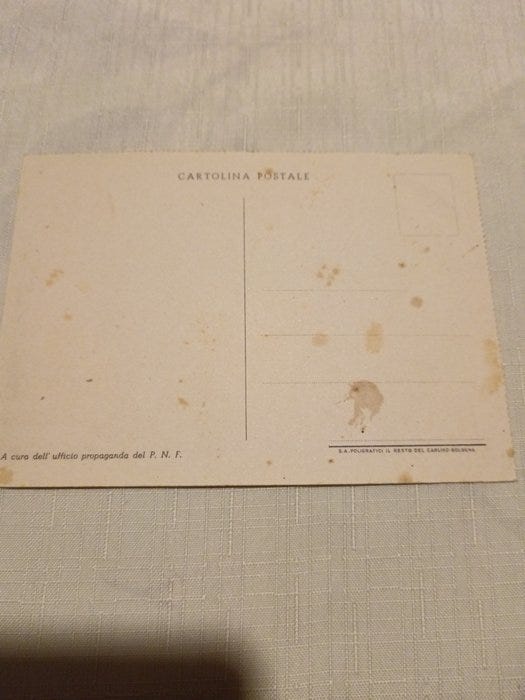 CARTOLINA POSTALE
A cura dell' ufficio propaganda del P. N. F.
S.A. POLIGRAFICI IL RESTO DEL CARLINO-BOLOGNA